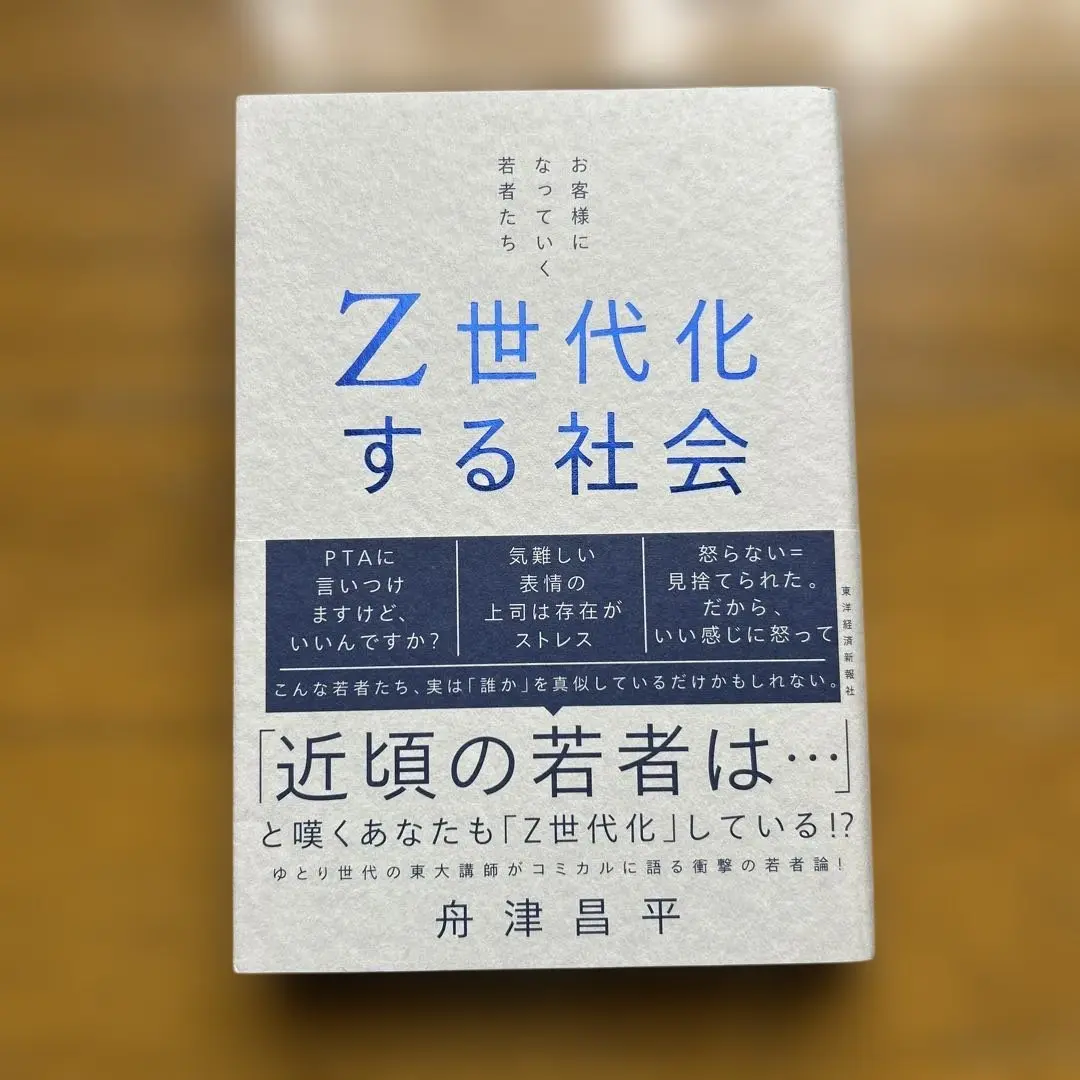 お客様に
なっていく
若者たち
Z世代化
する社会
PTAに
言いつけ
ますけど、
いいんですか?
気難しい
表情の
上司は存在が
ストレス
怒らない=
見捨てられた。
だから、
いい感じに怒って
こんな若者たち、実は「誰か」を真似しているだけかもしれない。
東洋経済新報社
「近頃の若者は…」
と嘆くあなたも「Z世代化」している!?
ゆとり世代の東大講師がコミカルに語る衝撃の若者論!
舟津昌平